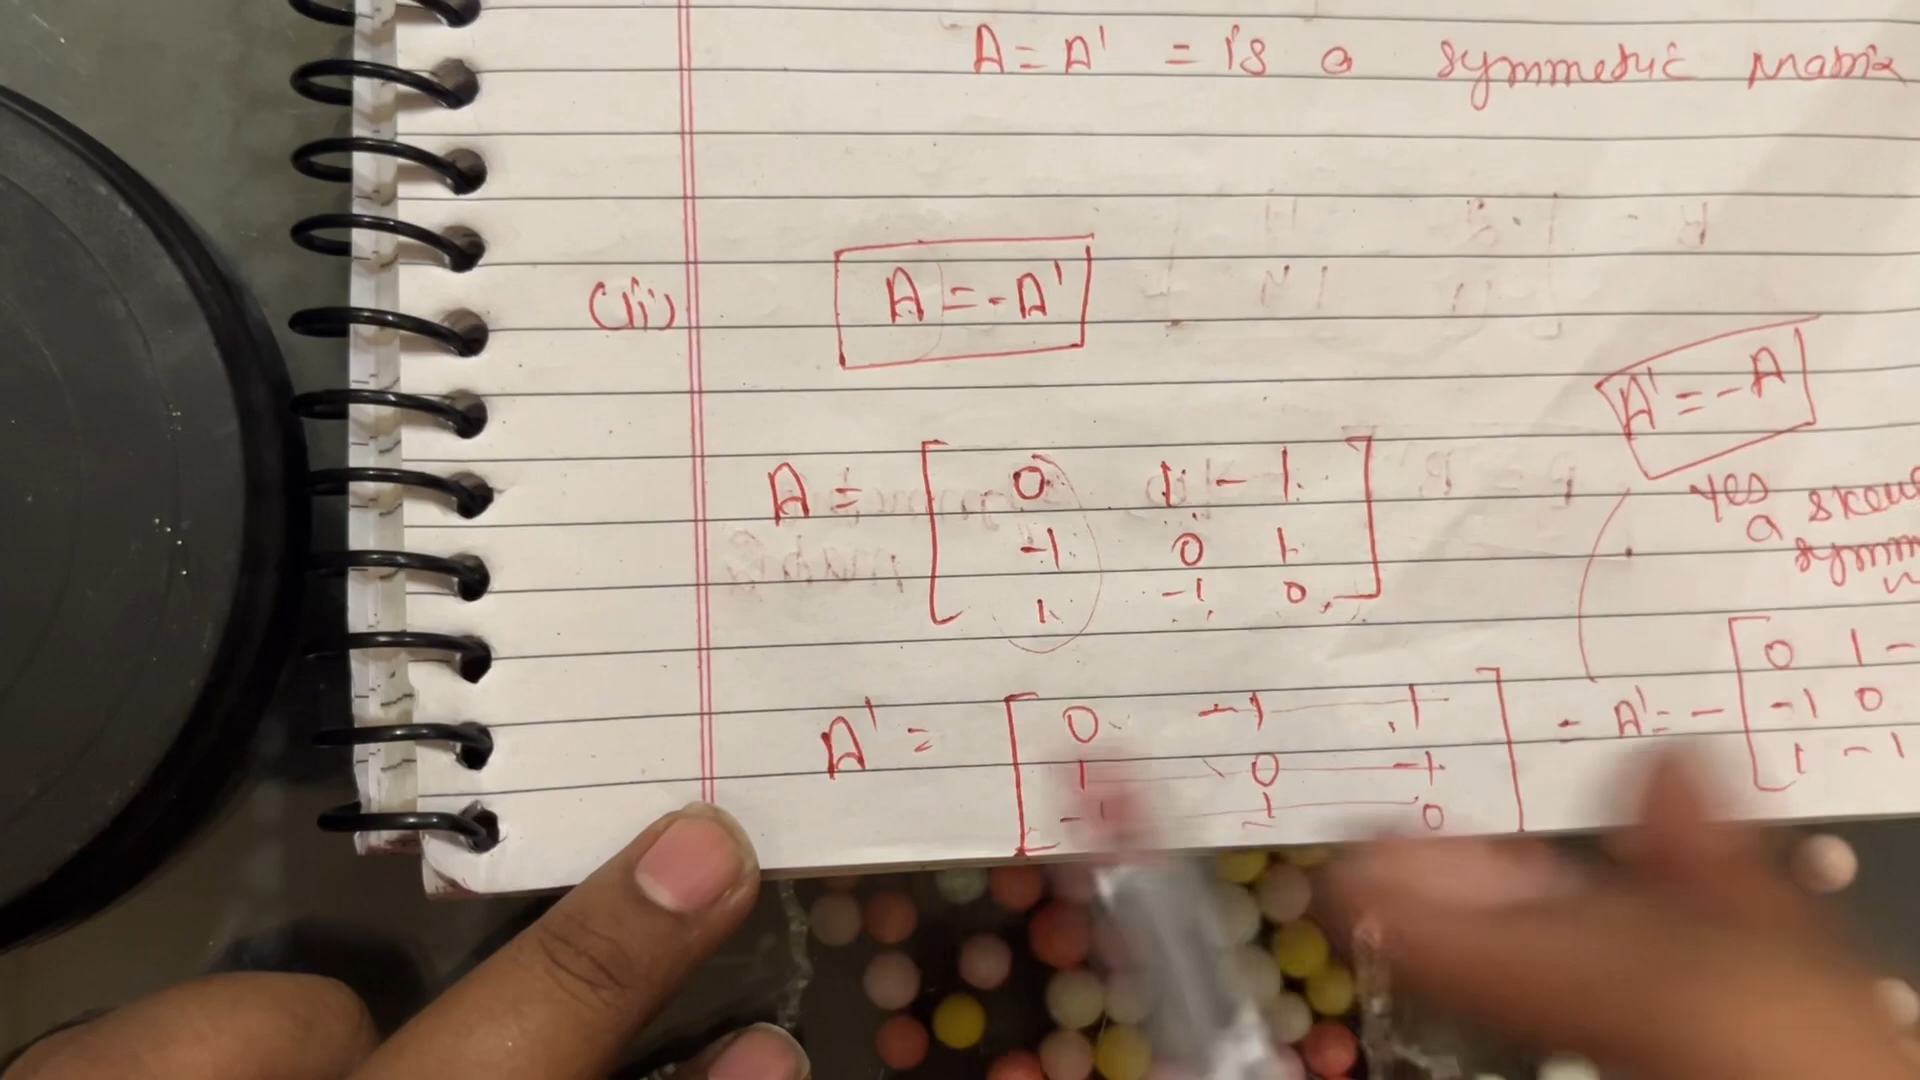 A = A' = is a symmetric matrix
(ii) A = -A'
A' = -A
A = [ 0 1 -1
-1 0 1
1 -1 0 ]
Yes
a skew
symm
A' = [ 0 -1 1
1 0 -1
-1 1 0 ]
- A' = - [ 0 1 -
-1 0
1 -1